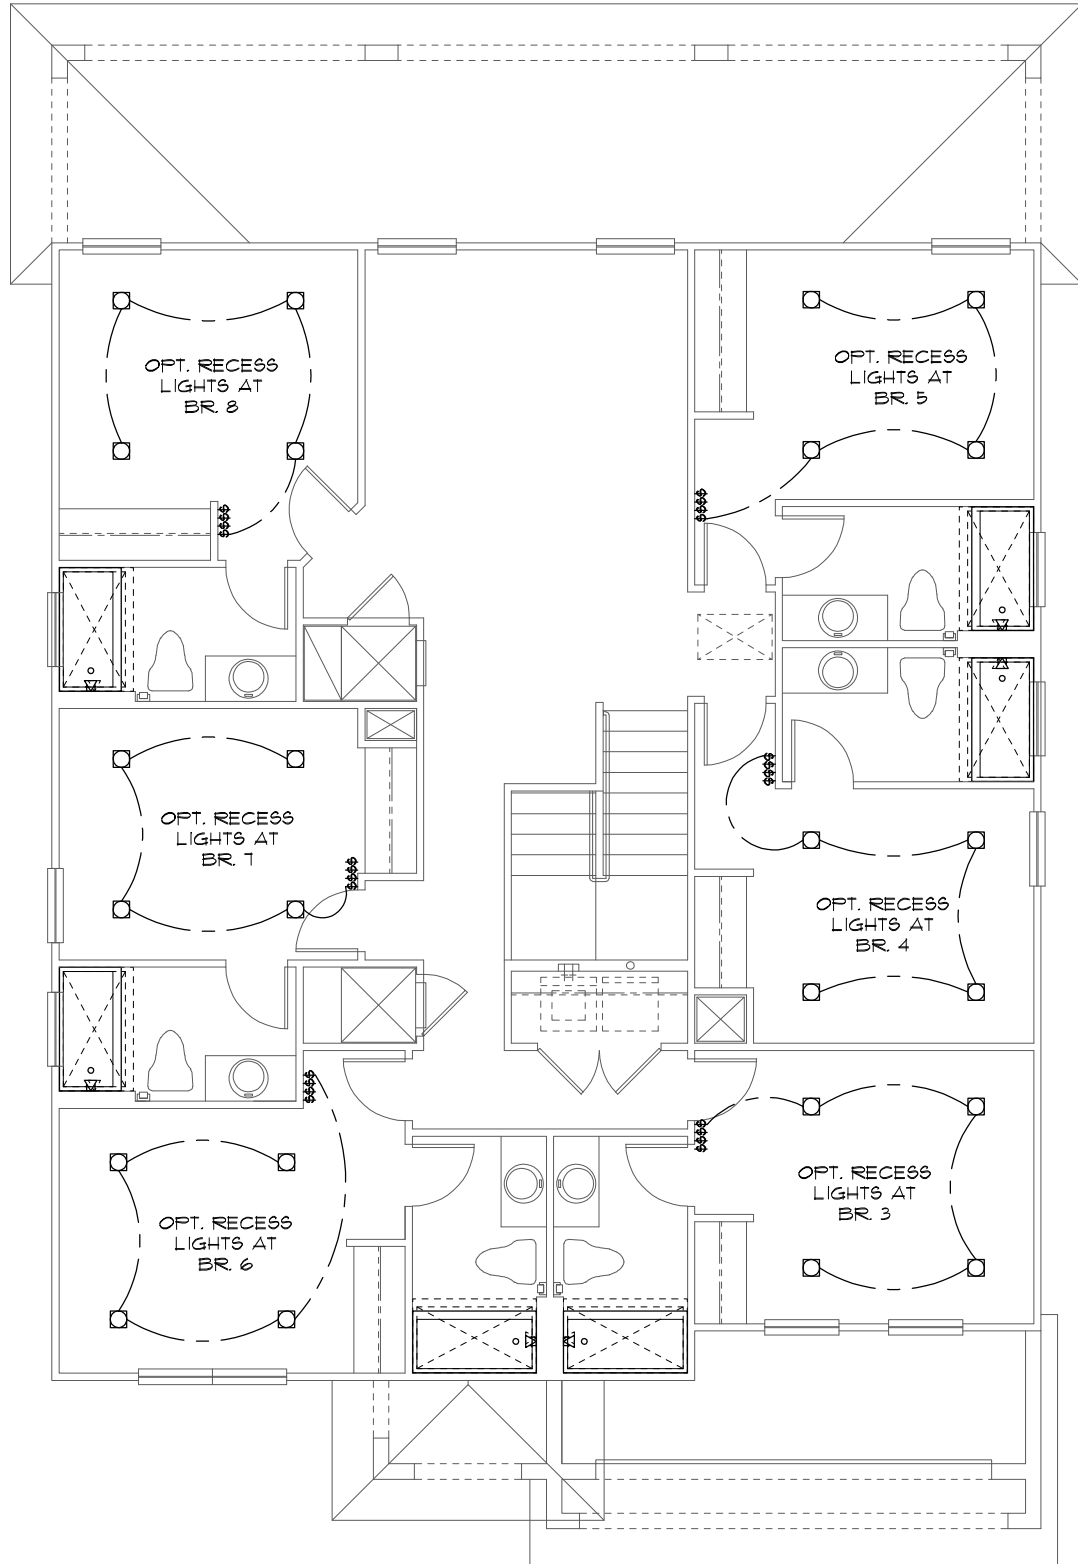 OPT. RECESS
LIGHTS AT
BR. 8
OPT. RECESS
LIGHTS AT
BR. 5
$$$$
$$$$
OPT. RECESS
LIGHTS AT
BR. 7
$$$$
$$$$
OPT. RECESS
LIGHTS AT
BR. 4
$$$$
$$$$
OPT. RECESS
LIGHTS AT
BR. 3
OPT. RECESS
LIGHTS AT
BR. 6